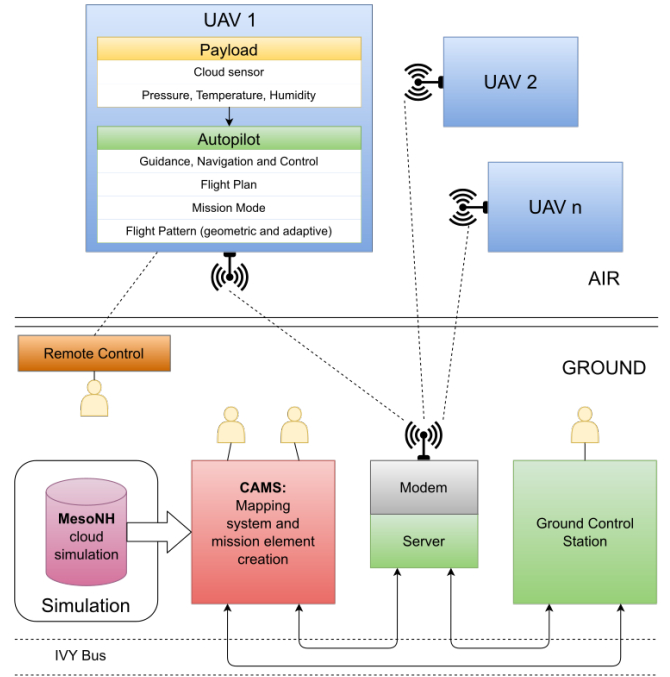 UAV 1
Payload
Cloud sensor
Pressure, Temperature, Humidity
Autopilot
Guidance, Navigation and Control
Flight Plan
Mission Mode
Flight Pattern (geometric and adaptive)
UAV 2
UAV n
AIR
Remote Control
GROUND
MesoNH
cloud
simulation
Simulation
CAMS:
Mapping
system and
mission element
creation
Modem
Server
Ground Control
Station
IVY Bus